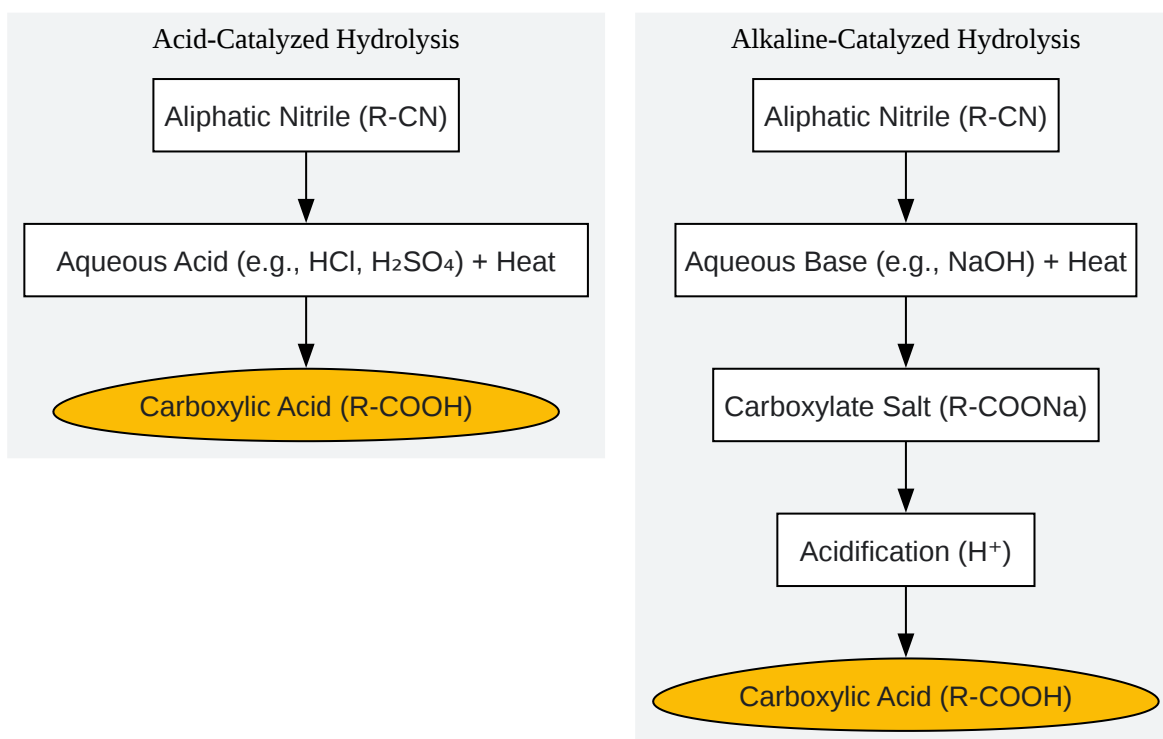 Acid-Catalyzed Hydrolysis
Aliphatic Nitrile (R-CN)
Aqueous Acid (e.g., HCl, H₂SO₄) + Heat
Carboxylic Acid (R-COOH)
Alkaline-Catalyzed Hydrolysis
Aliphatic Nitrile (R-CN)
Aqueous Base (e.g., NaOH) + Heat
Carboxylate Salt (R-COONa)
Acidification (H⁺)
Carboxylic Acid (R-COOH)